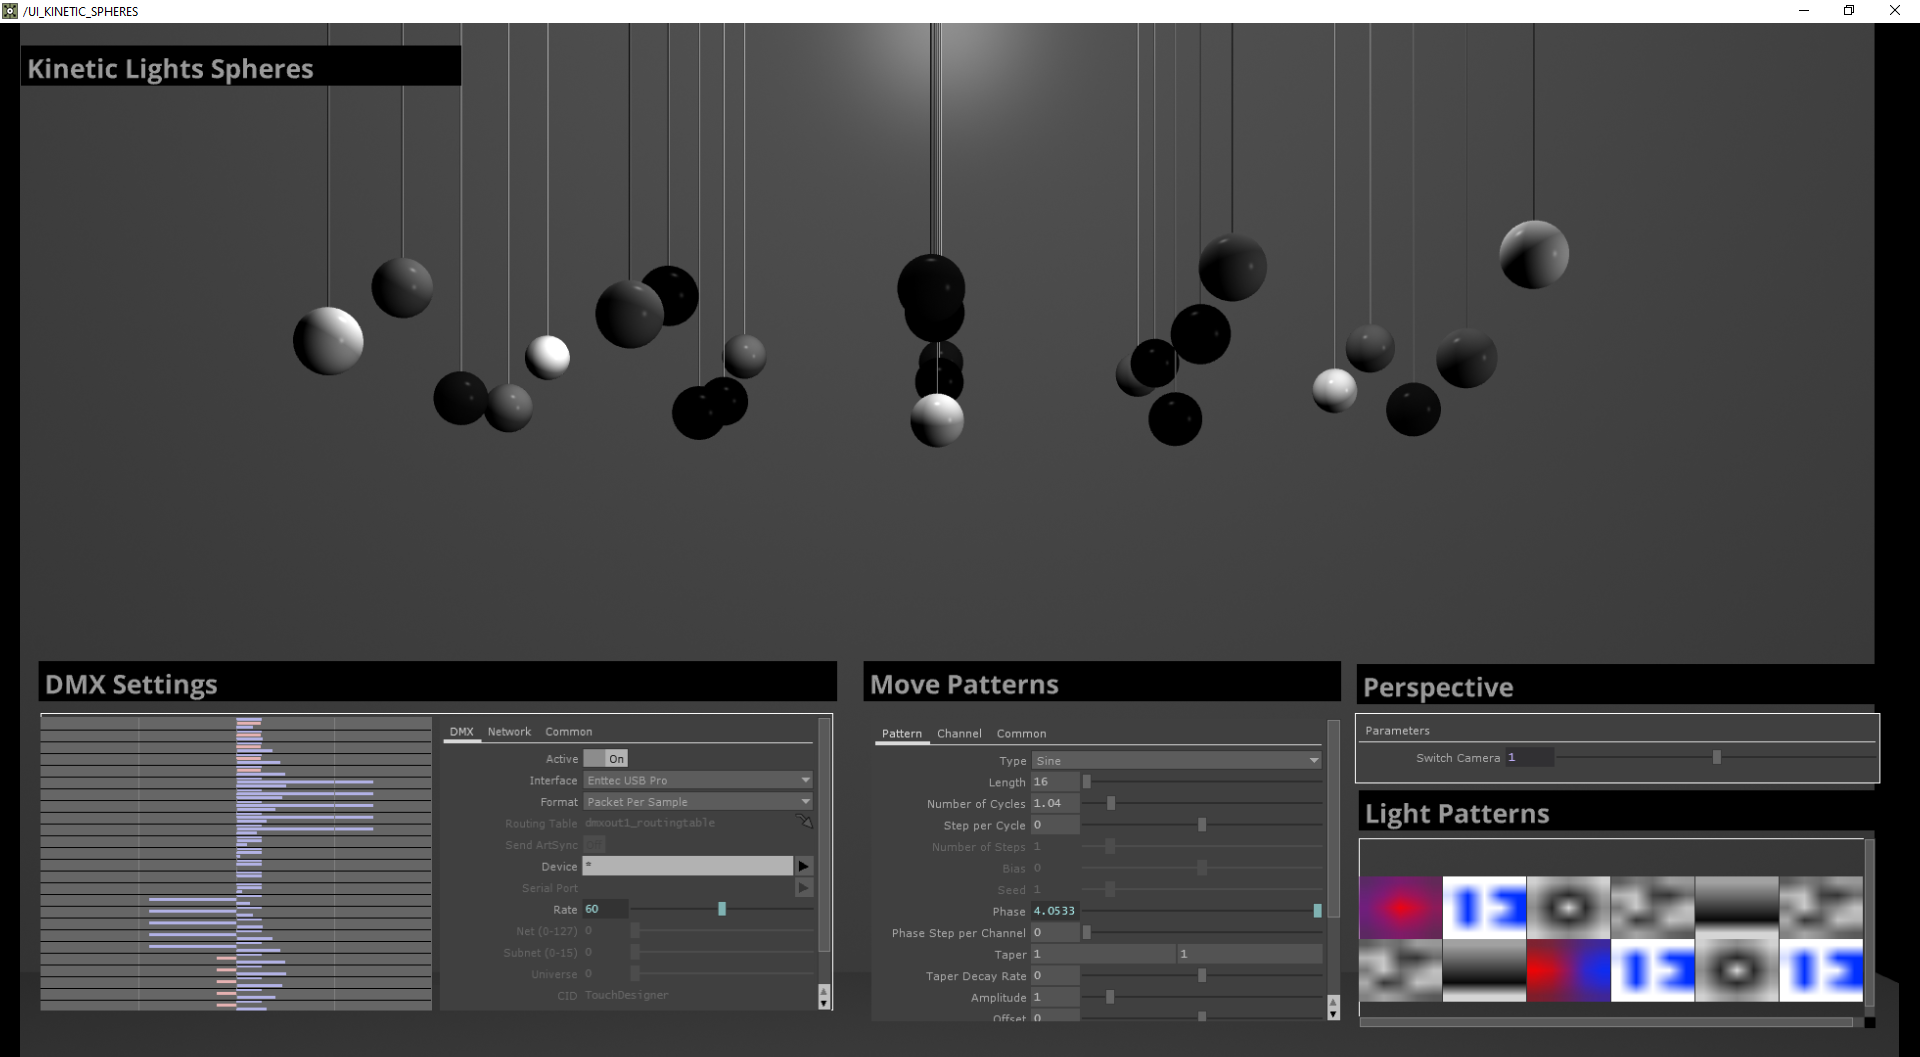 /UI_KINETIC_SPHERES
Kinetic Lights Spheres
DMX Settings
DMX Network Common
Active On
Interface Enttec USB Pro
Format Packet Per Sample
Routing Table dmxout1_routingtable
Send ArtSync
Device *
Serial Port
Rate 60
Net (0-127) 0
Subnet (0-15) 0
Universe 0
CID TouchDesigner
Move Patterns
Pattern Channel Common
Type Sine
Length 16
Number of Cycles 1.04
Step per Cycle 0
Number of Steps 1
Bias 0
Seed 1
Phase 4.0533
Phase Step per Channel 0
Taper 1 1
Taper Decay Rate 0
Amplitude 1
Offset 0
Perspective
Parameters
Switch Camera 1
Light Patterns